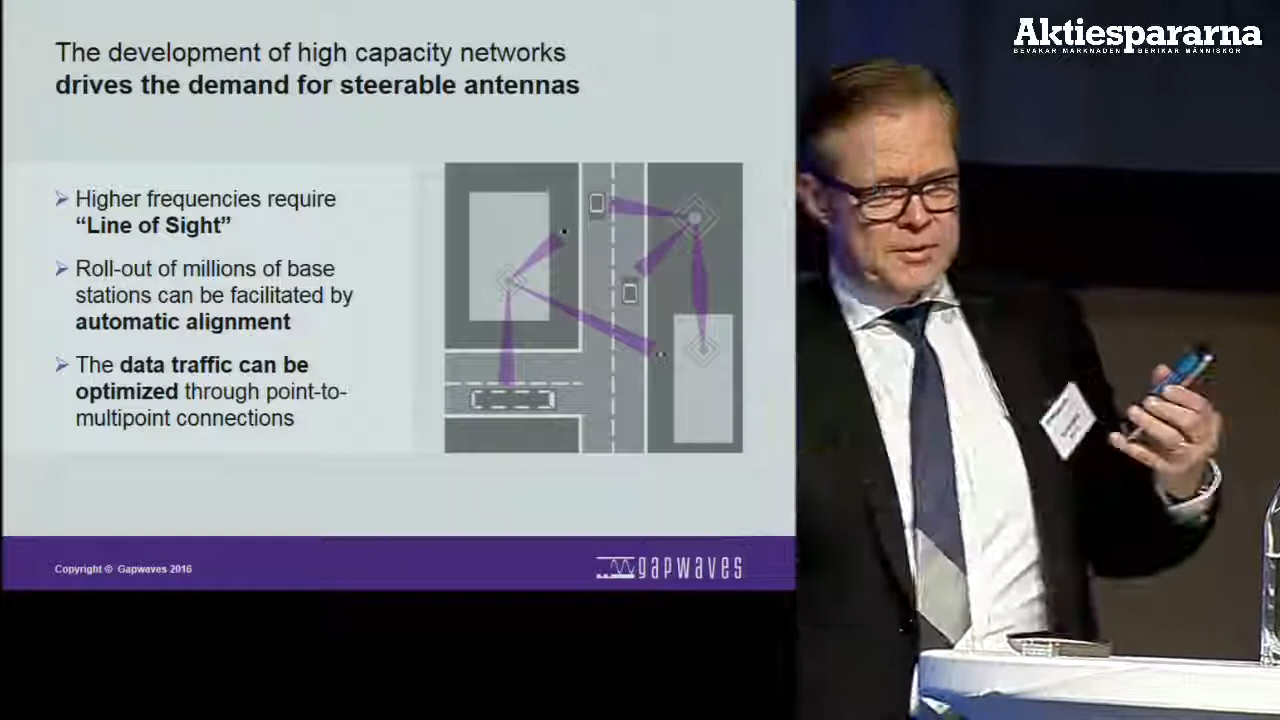 The development of high capacity networks
drives the demand for steerable antennas
Higher frequencies require
“Line of Sight”
Roll-out of millions of base
stations can be facilitated by
automatic alignment
The data traffic can be
optimized through point-to-
multipoint connections
Copyright © Gapwaves 2016
gapwaves
Aktiespararna
BEVAKAR MARKNADEN BERIKAR MÄNNISKOR